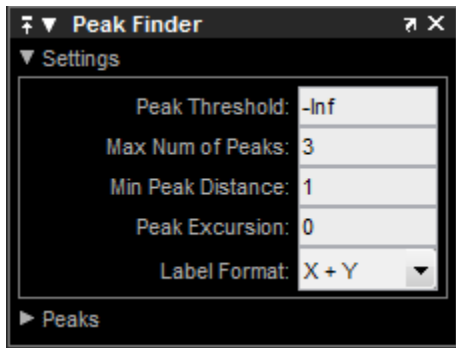 Peak Finder
Settings
Peak Threshold: -Inf
Max Num of Peaks: 3
Min Peak Distance: 1
Peak Excursion: 0
Label Format: X + Y
Peaks